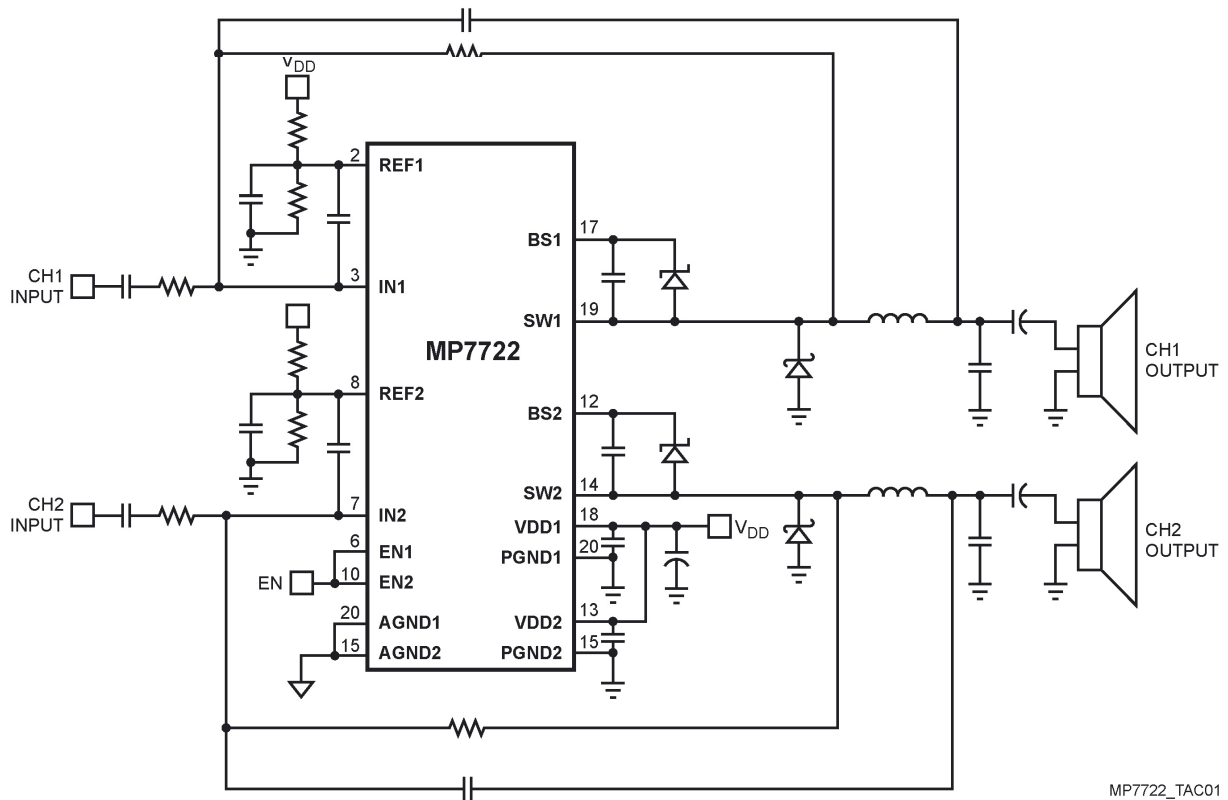 vDD
2
REF1
CH1
INPUT
3
IN1
17
BS1
19
SW1
MP7722
CH1
OUTPUT
8
REF2
12
BS2
CH2
INPUT
7
IN2
14
SW2
CH2
OUTPUT
6
EN1
EN
10
EN2
18
VDD1
VDD
20
PGND1
20
AGND1
13
VDD2
15
AGND2
15
PGND2
MP7722_TAC01